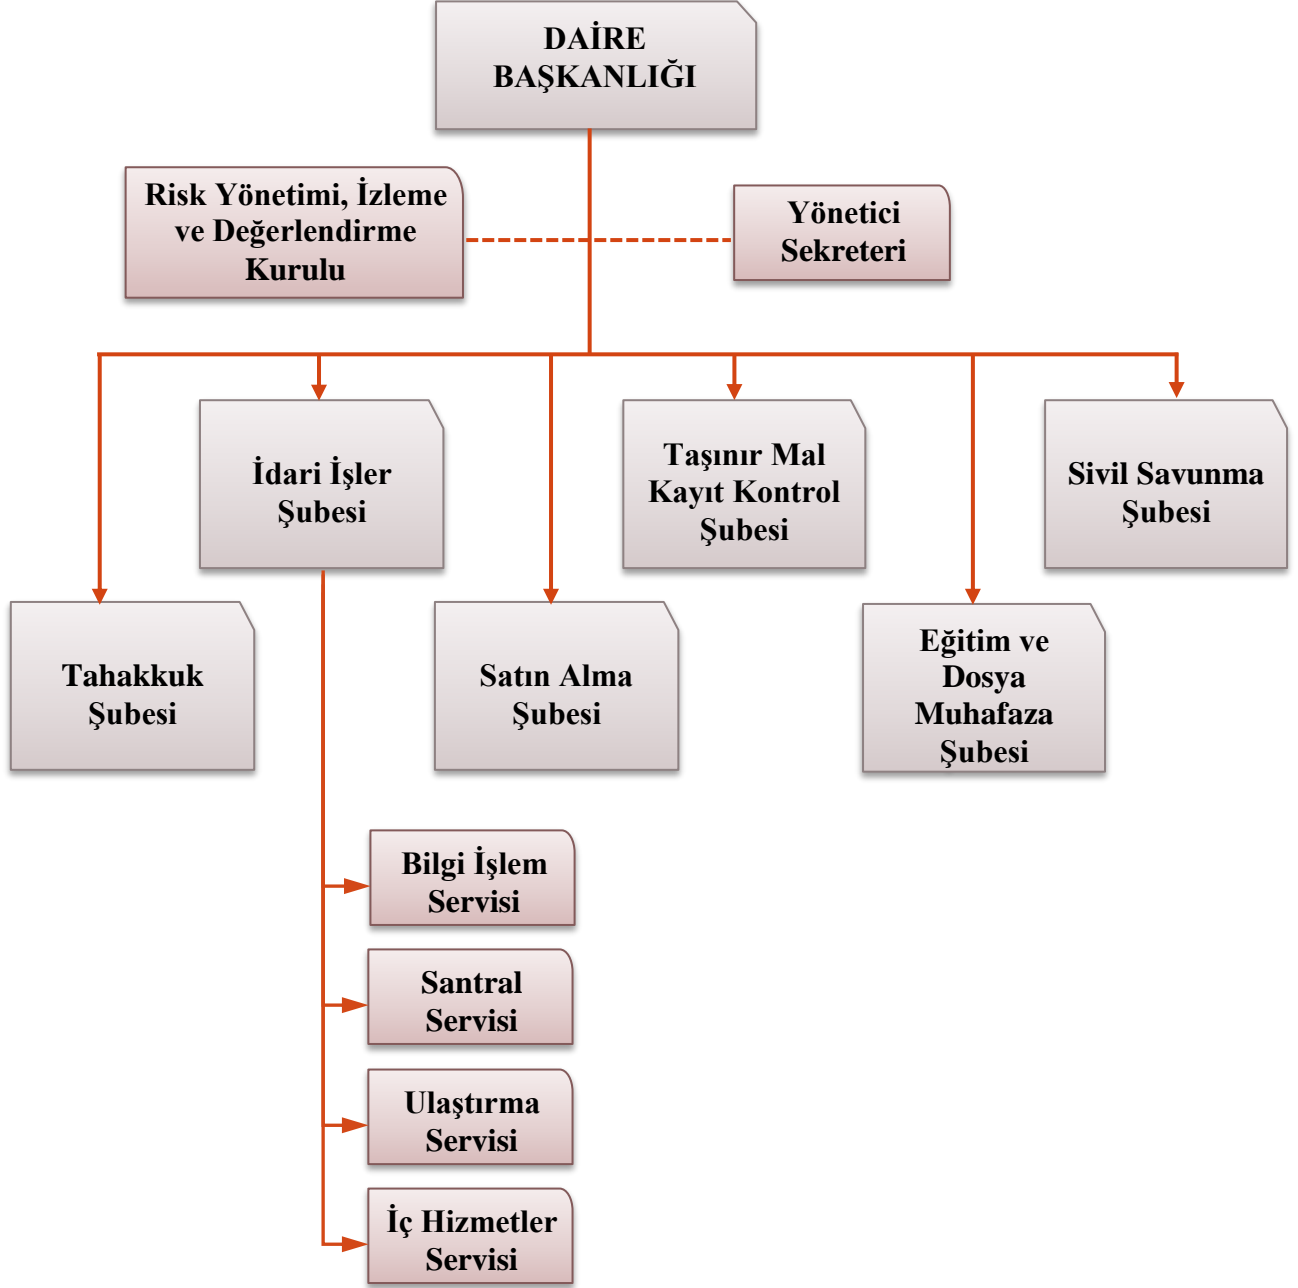 DAİRE
BAŞKANLIĞI
Risk Yönetimi, İzleme
ve Değerlendirme
Kurulu
Yönetici
Sekreteri
İdari İşler
Şubesi
Taşınır Mal
Kayıt Kontrol
Şubesi
Sivil Savunma
Şubesi
Tahakkuk
Şubesi
Satın Alma
Şubesi
Eğitim ve
Dosya
Muhafaza
Şubesi
Bilgi İşlem
Servisi
Santral
Servisi
Ulaştırma
Servisi
İç Hizmetler
Servisi